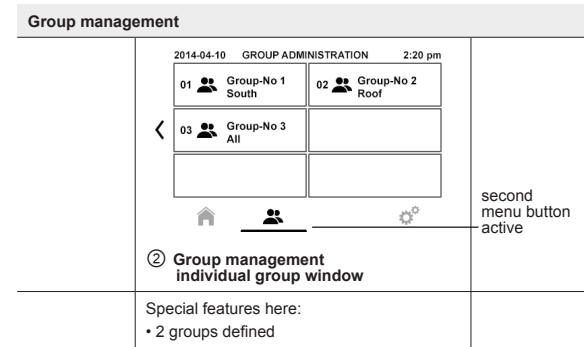 Group management
2014-04-10 GROUP ADMINISTRATION 2:20 pm
01 Group-No 1
South
02 Group-No 2
Roof
03 Group-No 3
All
second
menu button
active
② Group management
individual group window
Special features here:
• 2 groups defined